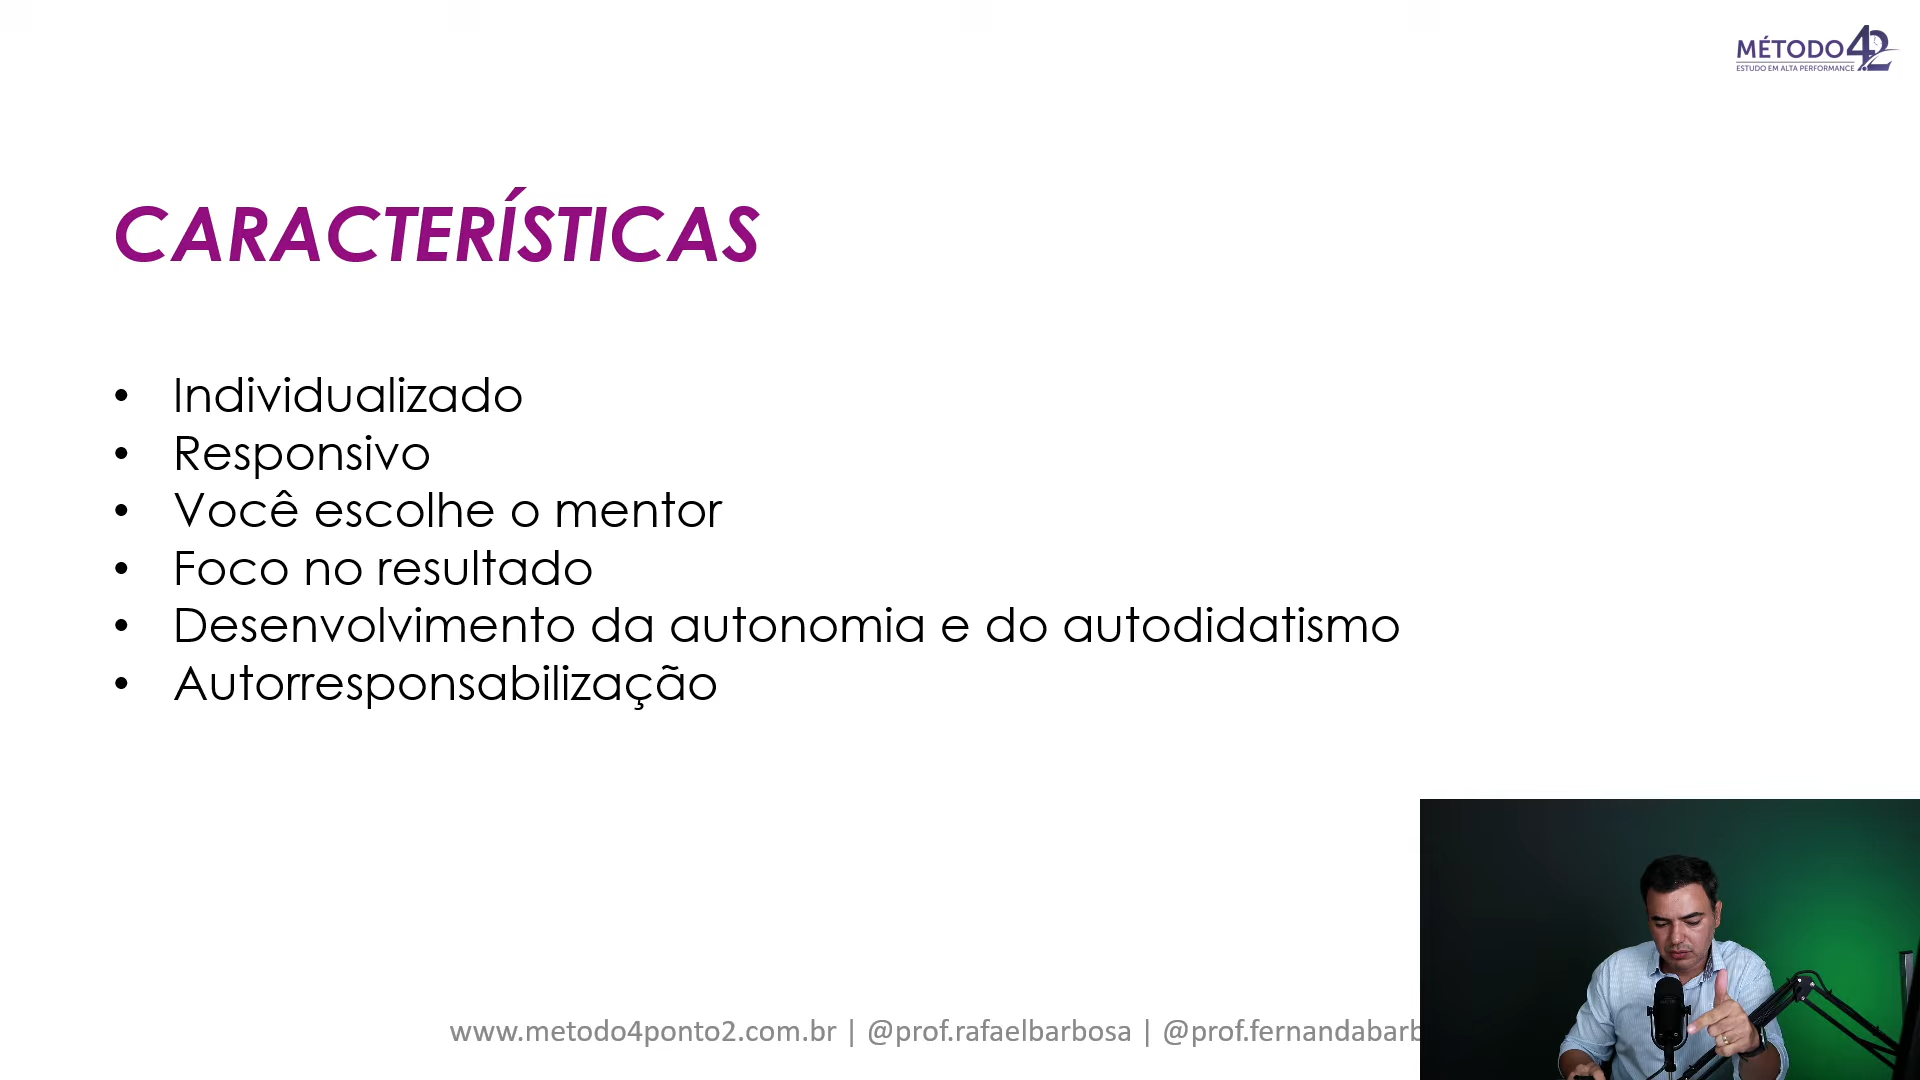 MÉTODO 4.2
ESTUDO EM ALTA PERFORMANCE
CARACTERÍSTICAS
• Individualizado
• Responsivo
• Você escolhe o mentor
• Foco no resultado
• Desenvolvimento da autonomia e do autodidatismo
• Autorresponsabilização
www.metodo4ponto2.com.br | @prof.rafaelbarbosa | @prof.fernandabarb